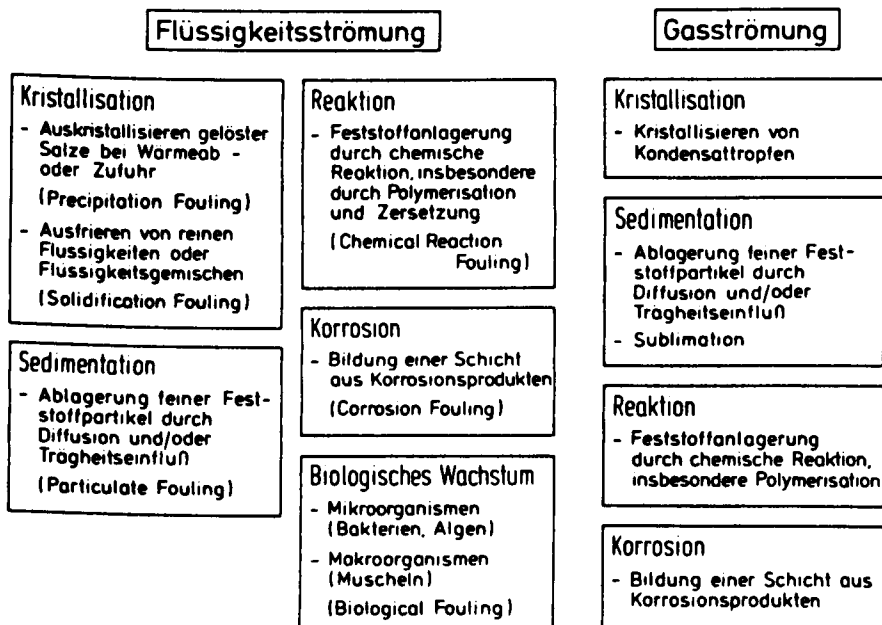 Flüssigkeitsströmung
Kristallisation
- Auskristallisieren gelöster
Salze bei Wärmeab -
oder Zufuhr
(Precipitation Fouling)
- Ausfrieren von reinen
Flüssigkeiten oder
Flüssigkeitsgemischen
(Solidification Fouling)
Sedimentation
- Ablagerung feiner Fest-
stoffpartikel durch
Diffusion und/oder
Trägheitseinfluß
(Particulate Fouling)
Reaktion
- Feststoffanlagerung
durch chemische
Reaktion, insbesondere
durch Polymerisation
und Zersetzung
(Chemical Reaction
Fouling)
Korrosion
- Bildung einer Schicht
aus Korrosionsprodukten
(Corrosion Fouling)
Biologisches Wachstum
- Mikroorganismen
(Bakterien, Algen)
- Makroorganismen
(Muscheln)
(Biological Fouling)
Gasströmung
Kristallisation
- Kristallisieren von
Kondensattropfen
Sedimentation
- Ablagerung feiner Fest-
stoffpartikel durch
Diffusion und/oder
Trägheitseinfluß
- Sublimation
Reaktion
- Feststoffanlagerung
durch chemische Reaktion,
insbesondere Polymerisation
Korrosion
- Bildung einer Schicht aus
Korrosionsprodukten